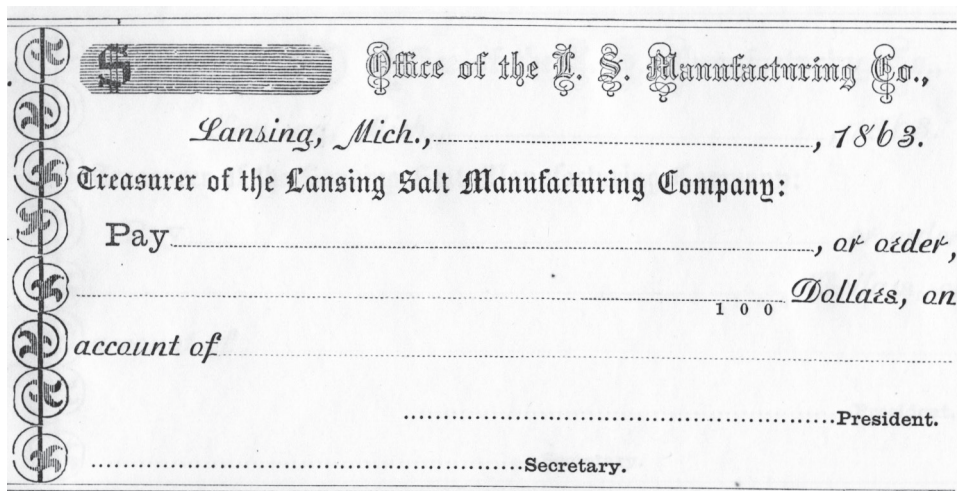 $ Office of the L. S. Manufacturing Co.,
Lansing, Mich., , 1863.
Treasurer of the Lansing Salt Manufacturing Company:
Pay , or order,
100 Dollars, on
account of
President.
Secretary.